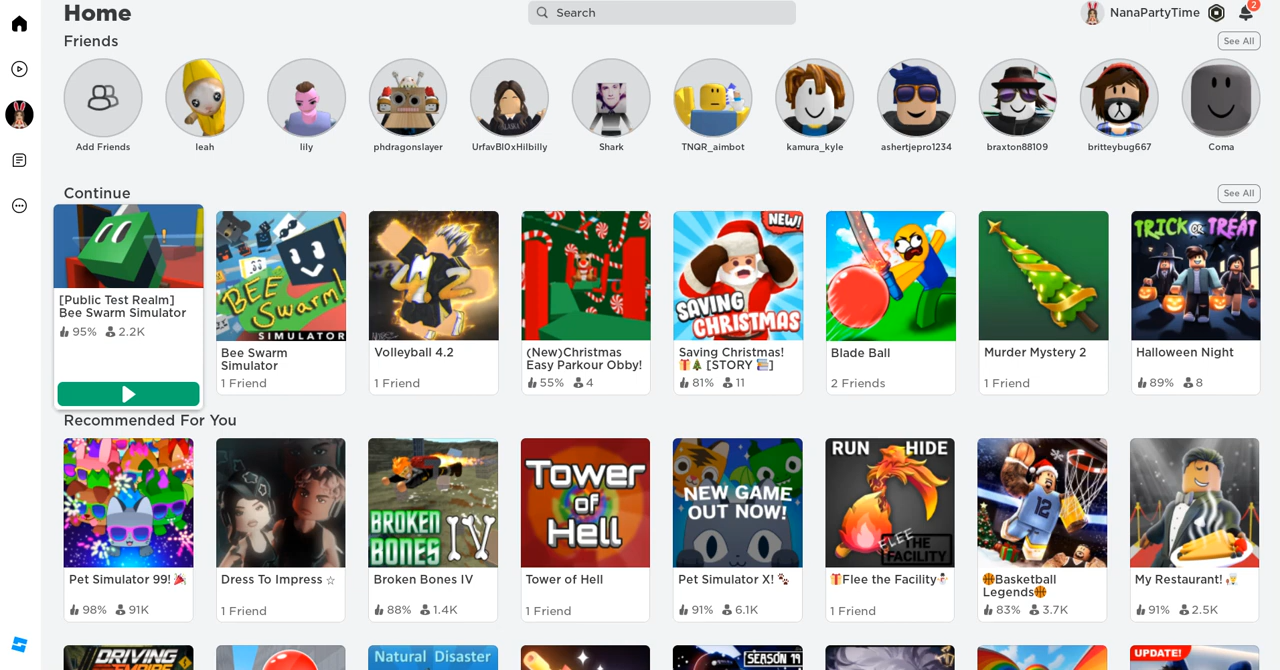 Home
Search
NanaPartyTime
2
Friends
See All
Add Friends
leah
lily
phdragonslayer
UrfavBl0xHilbilly
Shark
TNQR_aimbot
kamura_kyle
ashertjepro1234
braxton88109
britteybug667
Coma
Continue
See All
[Public Test Realm]
Bee Swarm Simulator
95% 2.2K
BEE
Swarm!
SIMULATOR
Bee Swarm
Simulator
1 Friend
4.2
Volleyball 4.2
1 Friend
(New)Christmas
Easy Parkour Obby!
55% 4
NEW!
SAVING
CHRISTMAS
Saving Christmas!
🎁🎄 [STORY 📚]
81% 11
Blade Ball
2 Friends
Murder Mystery 2
1 Friend
TRICK or TREAT
Halloween Night
89% 8
Recommended For You
Pet Simulator 99! 🎉
98% 91K
Dress To Impress ☆
1 Friend
BROKEN
BONES IV
Broken Bones IV
88% 1.4K
Tower
of
Hell
Tower of Hell
1 Friend
NEW GAME
OUT NOW!
Pet Simulator X! 🐾
91% 6.1K
RUN HIDE
FLEE
THE
FACILITY
🎁Flee the Facility⛄
1 Friend
12
🏀Basketball
Legends🏀
83% 3.7K
My Restaurant!
91% 2.5K
DRIVING
EMPIRE
Natural Disaster
SEASON 19
UPDATE!